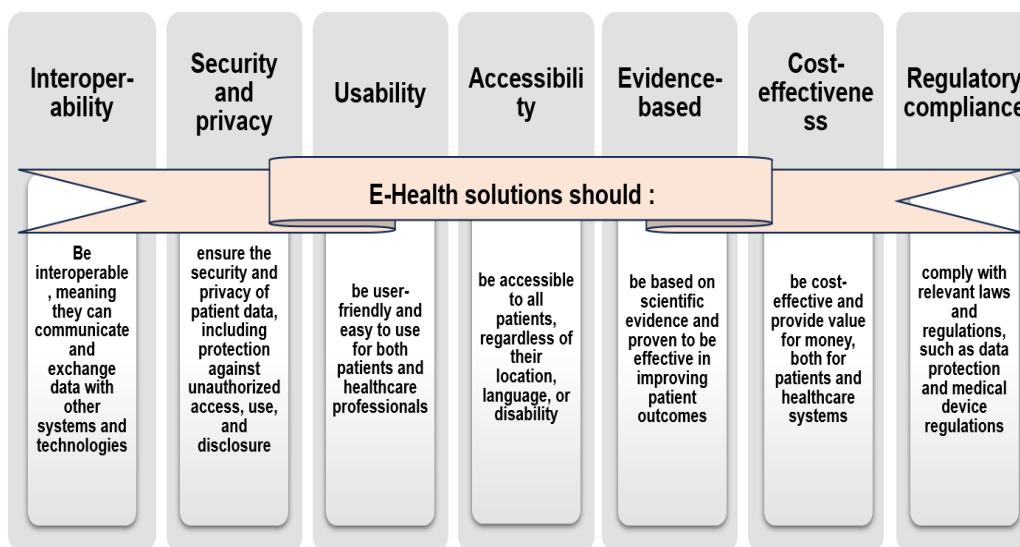 Interoper-
ability
Security
and
privacy
Usability
Accessibili
ty
Evidence-
based
Cost-
effectivene
ss
Regulatory
compliance
E-Health solutions should :
Be
interoperable
, meaning
they can
communicate
and
exchange
data with
other
systems and
technologies
ensure the
security and
privacy of
patient data,
including
protection
against
unauthorized
access, use,
and
disclosure
be user-
friendly and
easy to use
for both
patients and
healthcare
professionals
be accessible
to all
patients,
regardless of
their
location,
language, or
disability
be based on
scientific
evidence and
proven to be
effective in
improving
patient
outcomes
be cost-
effective and
provide value
for money,
both for
patients and
healthcare
systems
comply with
relevant laws
and
regulations,
such as data
protection
and medical
device
regulations